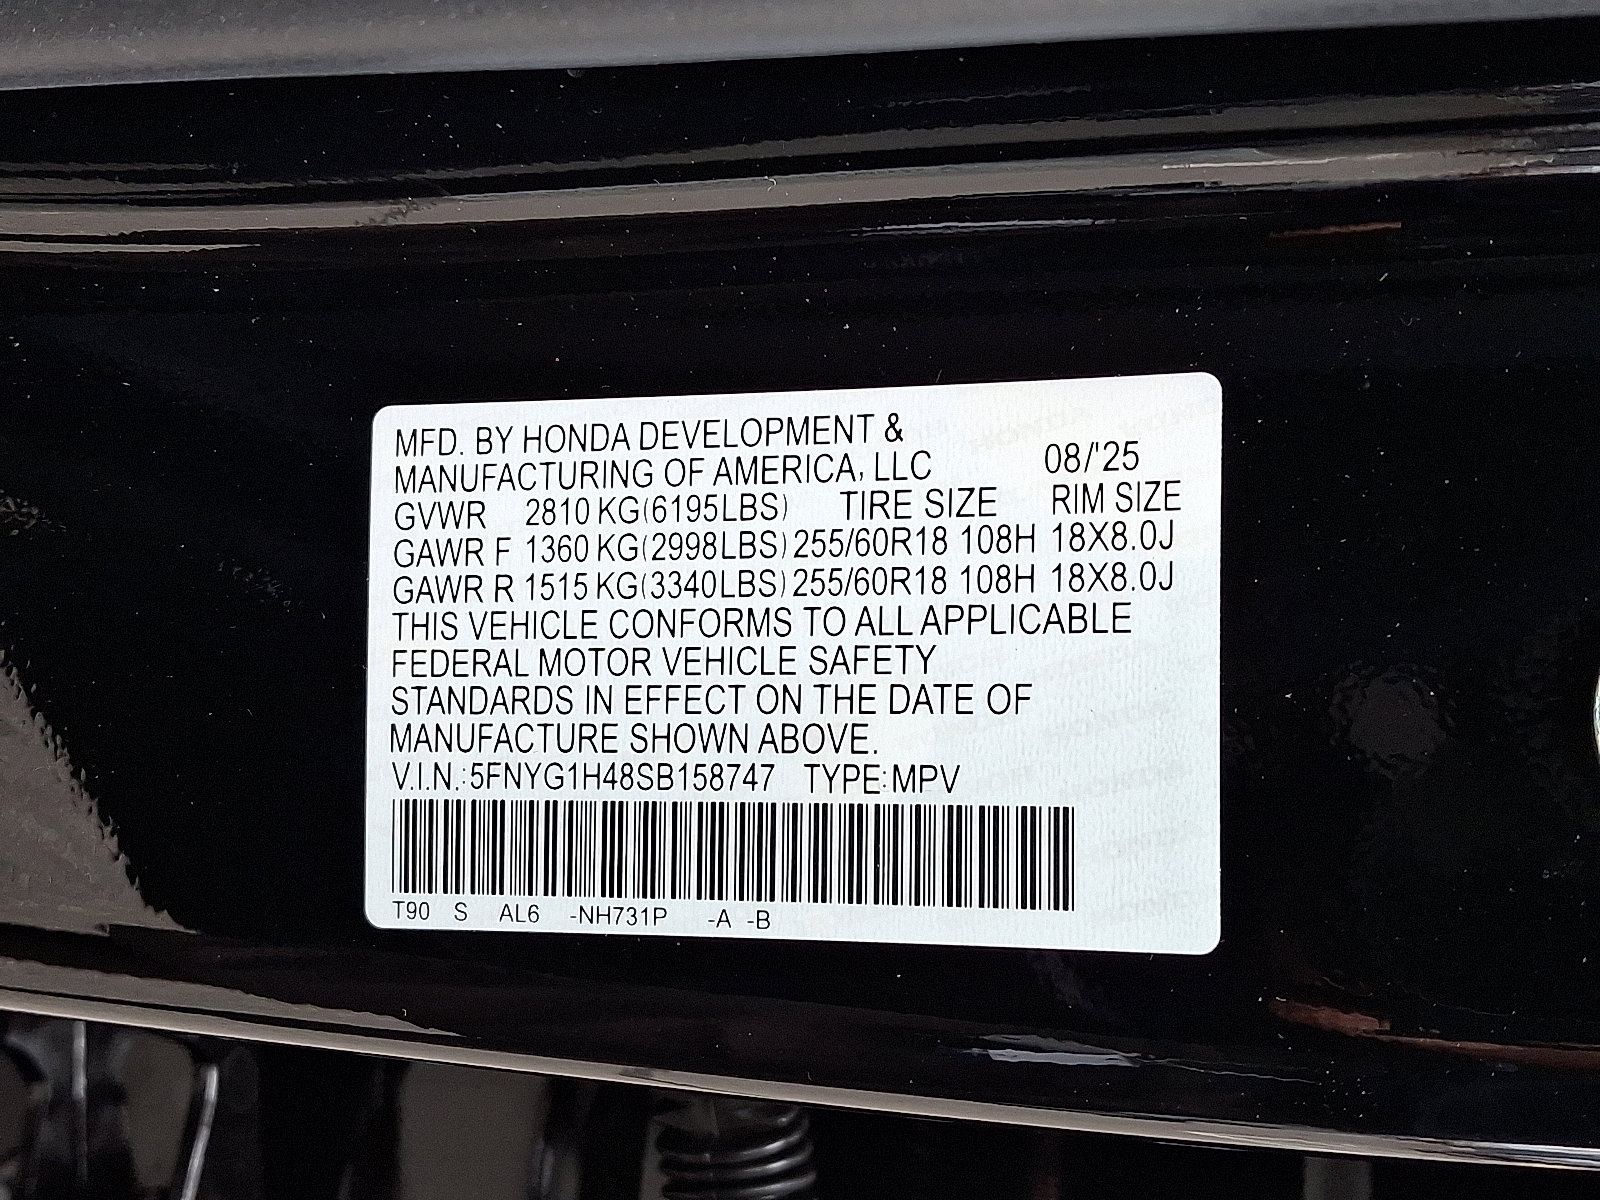 MFD. BY HONDA DEVELOPMENT &
MANUFACTURING OF AMERICA, LLC 08/'25
GVWR 2810 KG(6195LBS) TIRE SIZE RIM SIZE
GAWR F 1360 KG(2998LBS) 255/60R18 108H 18X8.0J
GAWR R 1515 KG(3340LBS) 255/60R18 108H 18X8.0J
THIS VEHICLE CONFORMS TO ALL APPLICABLE
FEDERAL MOTOR VEHICLE SAFETY
STANDARDS IN EFFECT ON THE DATE OF
MANUFACTURE SHOWN ABOVE.
V.I.N.:5FNYG1H48SB158747 TYPE:MPV
T90 S AL6 -NH731P -A -B